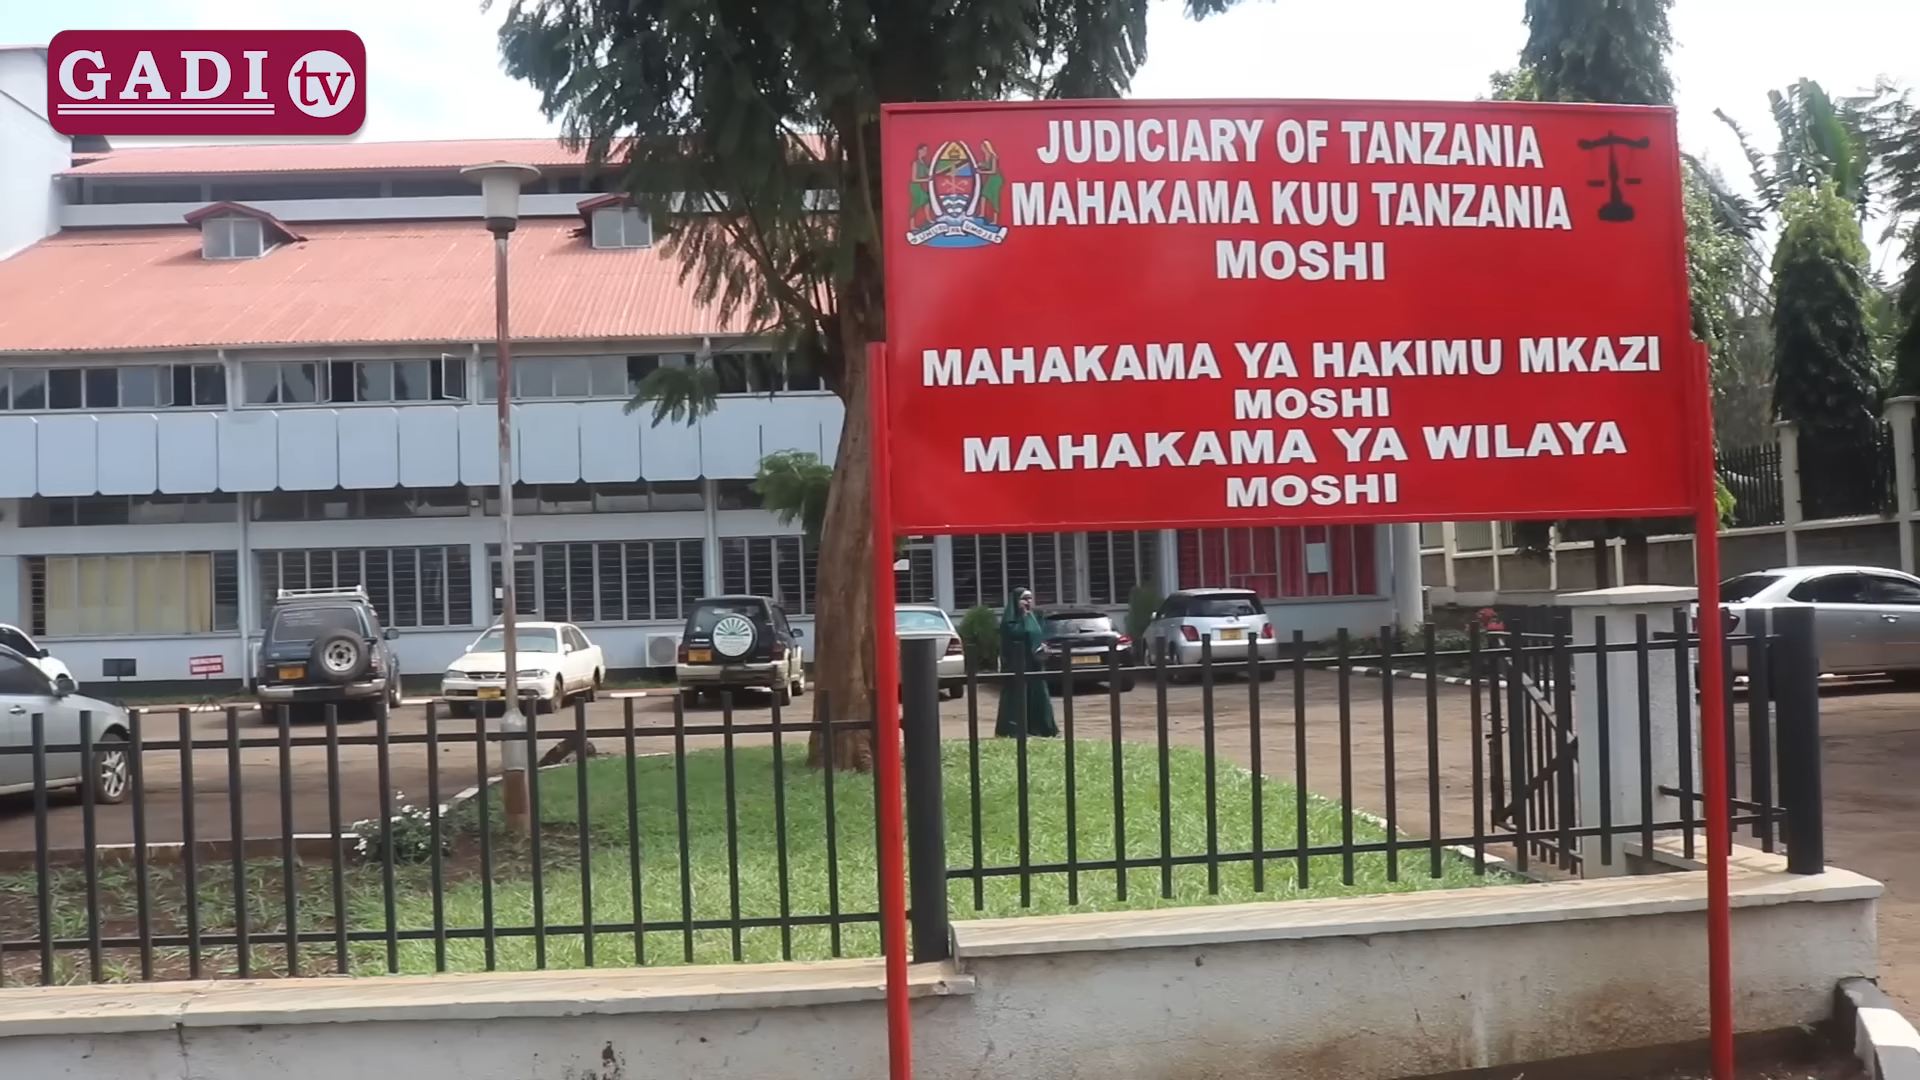 GADI tv
JUDICIARY OF TANZANIA
MAHAKAMA KUU TANZANIA
MOSHI
MAHAKAMA YA HAKIMU MKAZI
MOSHI
MAHAKAMA YA WILAYA
MOSHI